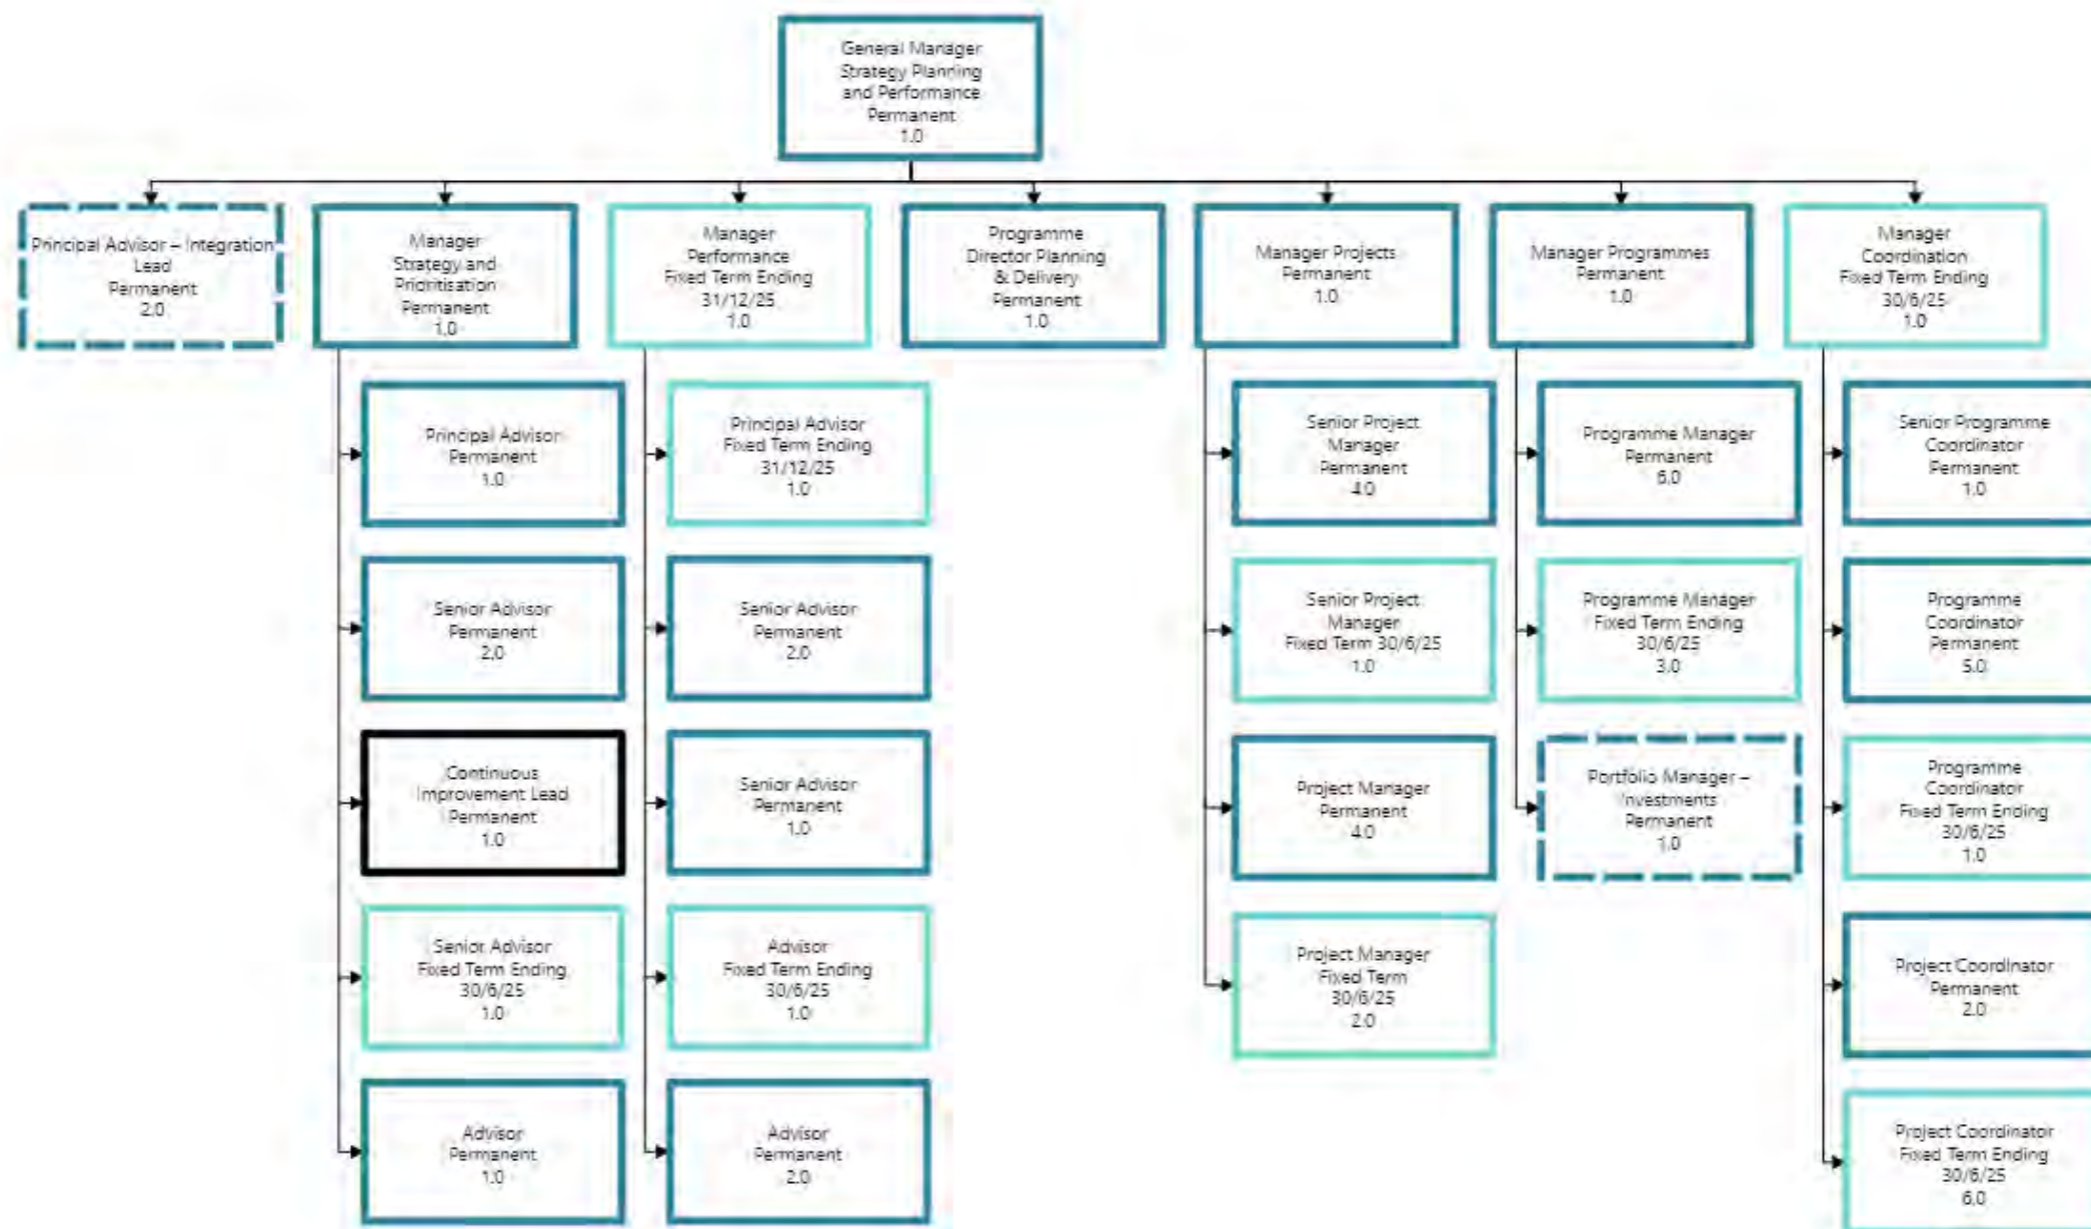 General Manager
Strategy Planning
and Performance
Permanent
1.0
Principal Advisor – Integration
Lead
Permanent
2.0
Manager
Strategy and
Prioritisation
Permanent
1.0
Manager
Performance
Fixed Term Ending
31/12/25
1.0
Programme
Director Planning
& Delivery
Permanent
1.0
Manager Projects
Permanent
1.0
Manager Programmes
Permanent
1.0
Manager
Coordination
Fixed Term Ending
30/6/25
1.0
Principal Advisor
Permanent
1.0
Senior Advisor
Permanent
2.0
Continuous
Improvement Lead
Permanent
1.0
Senior Advisor
Fixed Term Ending
30/6/25
1.0
Advisor
Permanent
1.0
Principal Advisor
Fixed Term Ending
31/12/25
1.0
Senior Advisor
Permanent
2.0
Senior Advisor
Permanent
1.0
Advisor
Fixed Term Ending
30/6/25
1.0
Advisor
Permanent
2.0
Senior Project
Manager
Permanent
4.0
Senior Project
Manager
Fixed Term 30/6/25
1.0
Project Manager
Permanent
4.0
Project Manager
Fixed Term
30/6/25
2.0
Programme Manager
Permanent
6.0
Programme Manager
Fixed Term Ending
30/6/25
3.0
Portfolio Manager –
Investments
Permanent
1.0
Senior Programme
Coordinator
Permanent
1.0
Programme
Coordinator
Permanent
5.0
Programme
Coordinator
Fixed Term Ending
30/6/25
1.0
Project Coordinator
Permanent
2.0
Project Coordinator
Fixed Term Ending
30/6/25
6.0